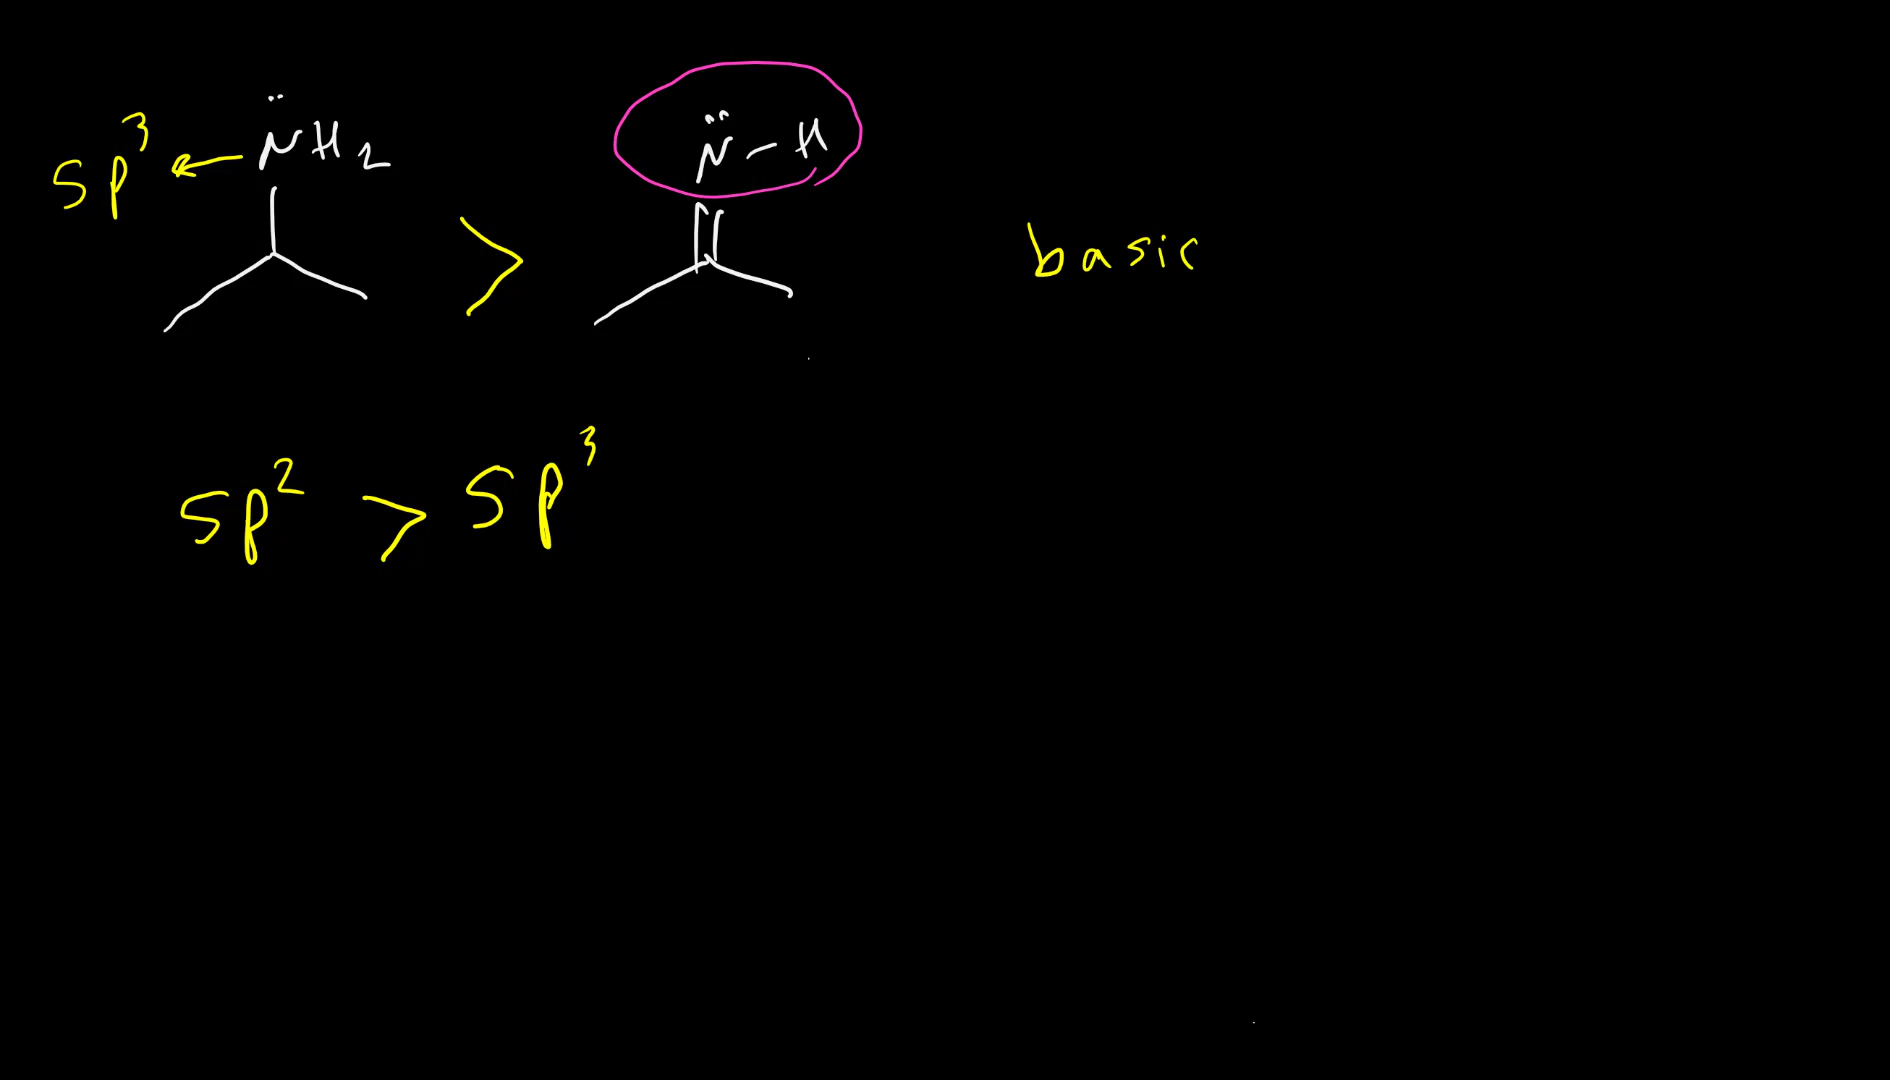 sp³ ← N̈H₂ > N̈–H basic
sp² > sp³